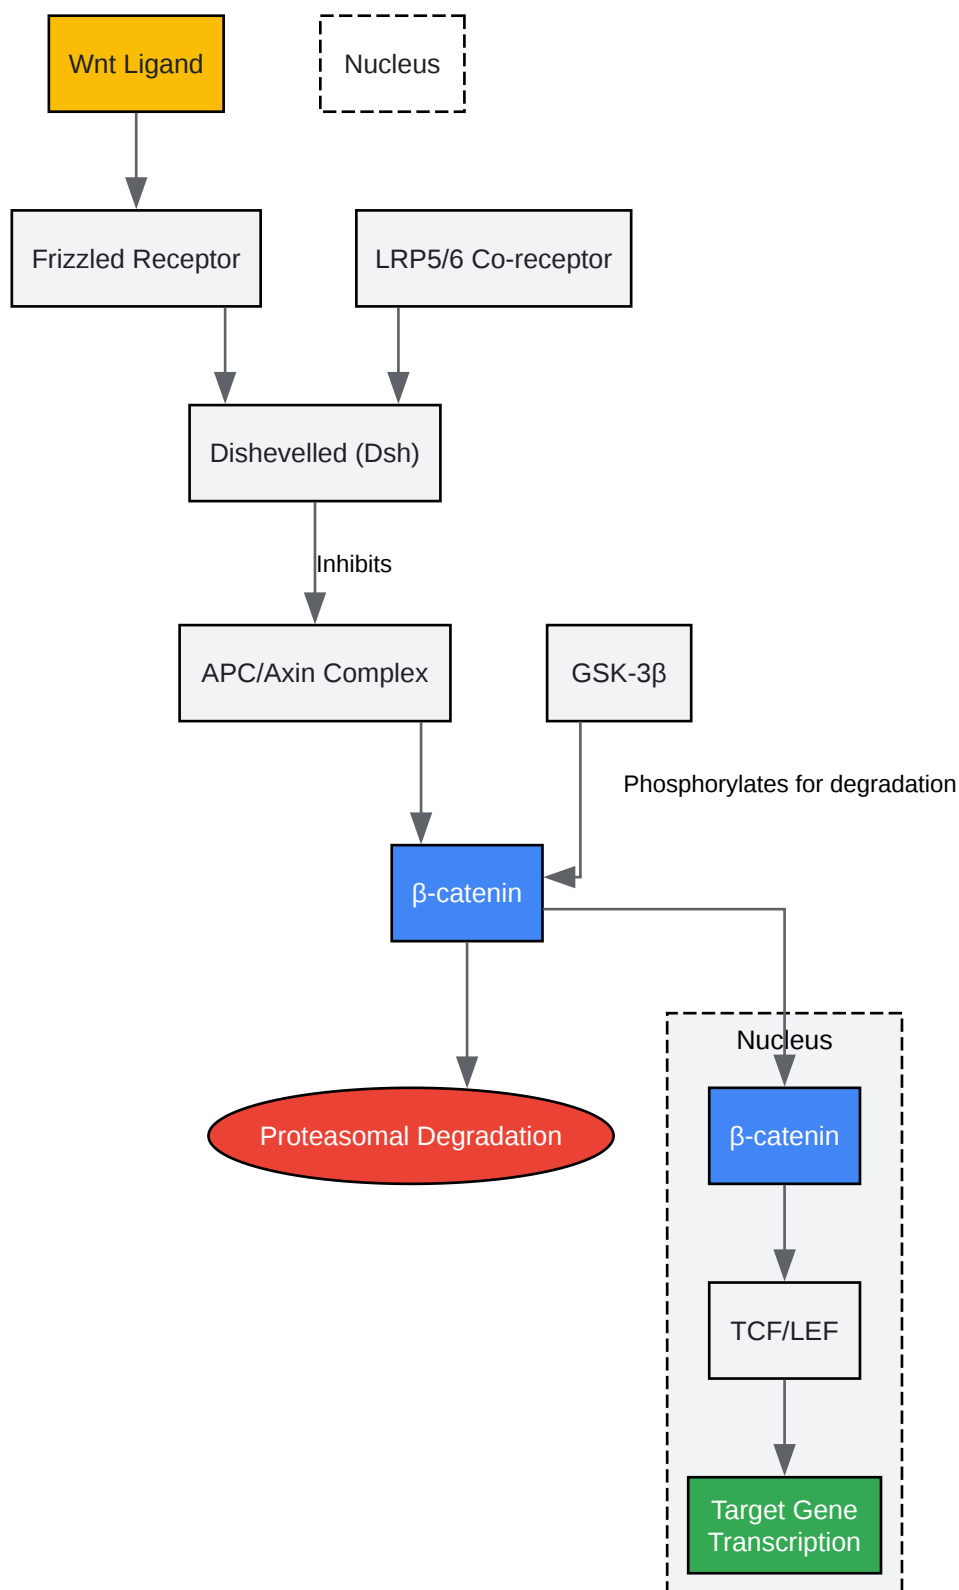 Wnt Ligand
Nucleus
Frizzled Receptor
LRP5/6 Co-receptor
Dishevelled (Dsh)
Inhibits
APC/Axin Complex
GSK-3β
Phosphorylates for degradation
β-catenin
Nucleus
Proteasomal Degradation
β-catenin
TCF/LEF
Target Gene
Transcription